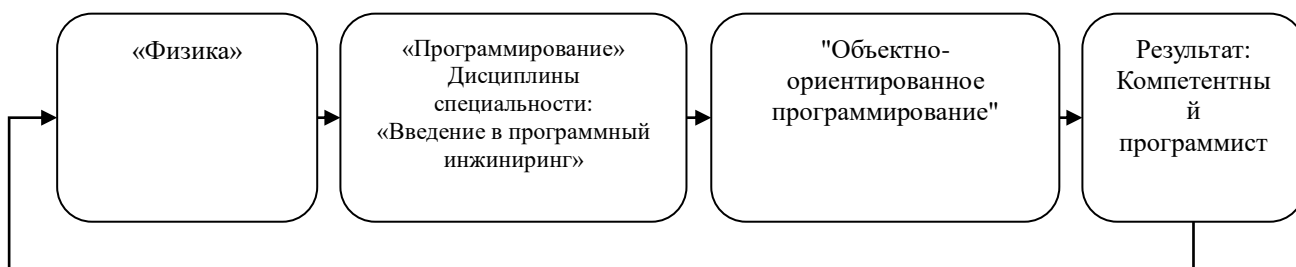 «Физика»
«Программирование»
Дисциплины
специальности:
«Введение в программный
инжиниринг»
"Объектно-
ориентированное
программирование"
Результат:
Компетентны
й
программист